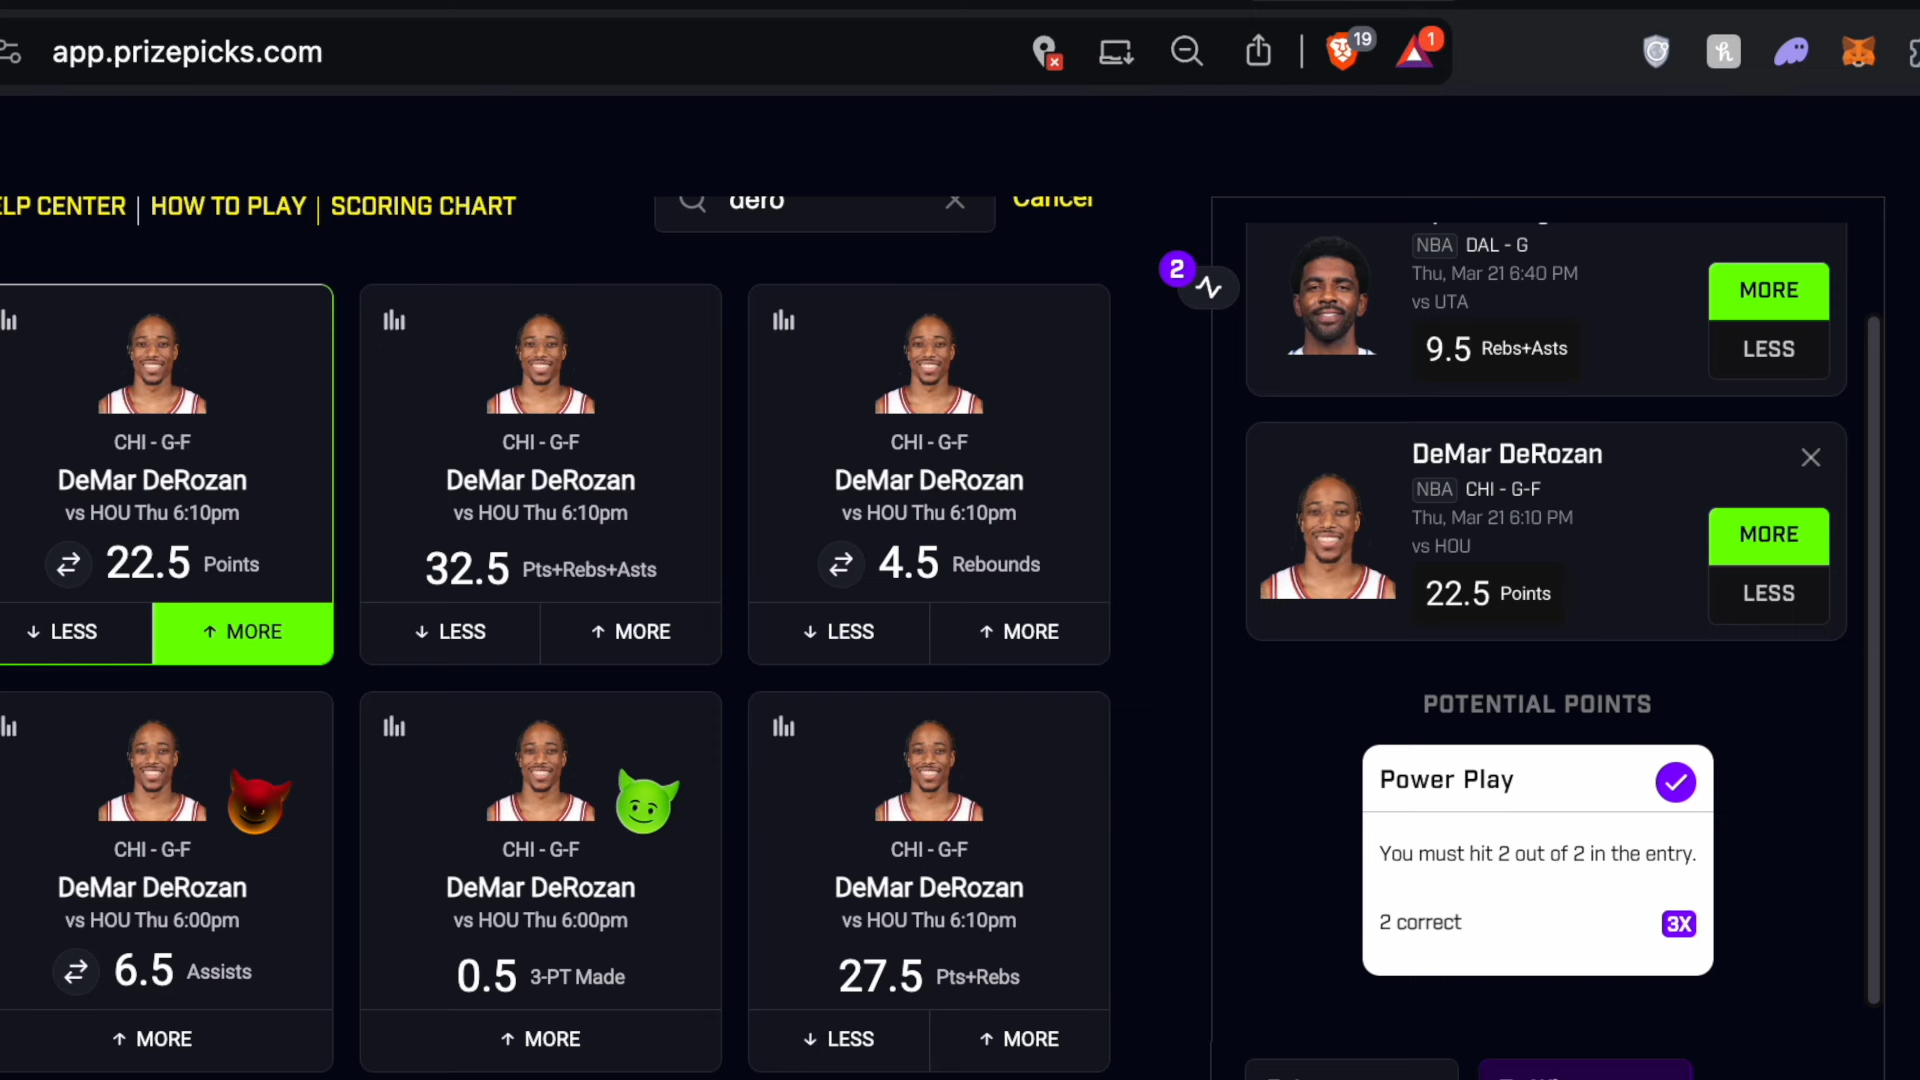 app.prizepicks.com
19
1
ELP CENTER | HOW TO PLAY | SCORING CHART
dero
Cancel
2
CHI - G-F
DeMar DeRozan
vs HOU Thu 6:10pm
22.5 Points
LESS
MORE
CHI - G-F
DeMar DeRozan
vs HOU Thu 6:10pm
32.5 Pts+Rebs+Asts
LESS
MORE
CHI - G-F
DeMar DeRozan
vs HOU Thu 6:10pm
4.5 Rebounds
LESS
MORE
CHI - G-F
DeMar DeRozan
vs HOU Thu 6:00pm
6.5 Assists
MORE
CHI - G-F
DeMar DeRozan
vs HOU Thu 6:00pm
0.5 3-PT Made
MORE
CHI - G-F
DeMar DeRozan
vs HOU Thu 6:10pm
27.5 Pts+Rebs
LESS
MORE
NBA DAL - G
Thu, Mar 21 6:40 PM
vs UTA
9.5 Rebs+Asts
MORE
LESS
DeMar DeRozan
NBA CHI - G-F
Thu, Mar 21 6:10 PM
vs HOU
22.5 Points
MORE
LESS
POTENTIAL POINTS
Power Play
You must hit 2 out of 2 in the entry.
2 correct
3X